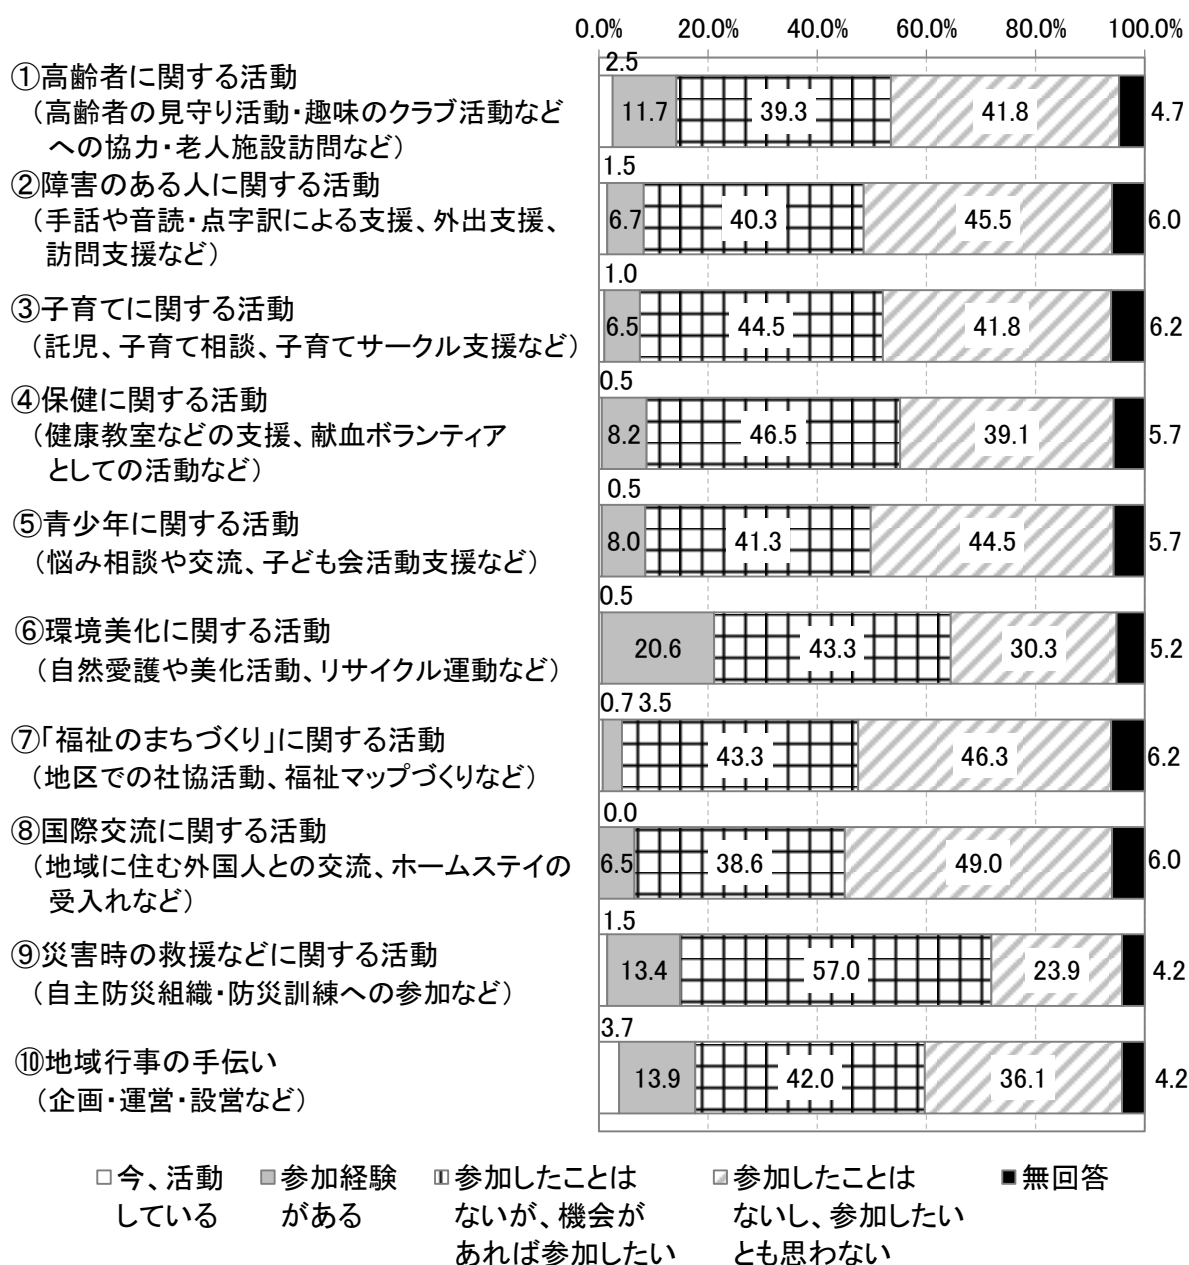 0.0% 20.0% 40.0% 60.0% 80.0% 100.0%
①高齢者に関する活動
（高齢者の見守り活動・趣味のクラブ活動など
への協力・老人施設訪問など）
2.5
11.7 39.3 41.8 4.7
②障害のある人に関する活動
（手話や音読・点字訳による支援、外出支援、
訪問支援など）
1.5
6.7 40.3 45.5 6.0
③子育てに関する活動
（託児、子育て相談、子育てサークル支援など）
1.0
6.5 44.5 41.8 6.2
④保健に関する活動
（健康教室などの支援、献血ボランティア
としての活動など）
0.5
8.2 46.5 39.1 5.7
⑤青少年に関する活動
（悩み相談や交流、子ども会活動支援など）
0.5
8.0 41.3 44.5 5.7
⑥環境美化に関する活動
（自然愛護や美化活動、リサイクル運動など）
0.5
20.6 43.3 30.3 5.2
⑦「福祉のまちづくり」に関する活動
（地区での社協活動、福祉マップづくりなど）
0.7 3.5
43.3 46.3 6.2
⑧国際交流に関する活動
（地域に住む外国人との交流、ホームステイの
受入れなど）
0.0
6.5 38.6 49.0 6.0
⑨災害時の救援などに関する活動
（自主防災組織・防災訓練への参加など）
1.5
13.4 57.0 23.9 4.2
⑩地域行事の手伝い
（企画・運営・設営など）
3.7
13.9 42.0 36.1 4.2
今、活動
している
参加経験
がある
参加したことは
ないが、機会が
あれば参加したい
参加したことは
ないし、参加したい
とも思わない
無回答